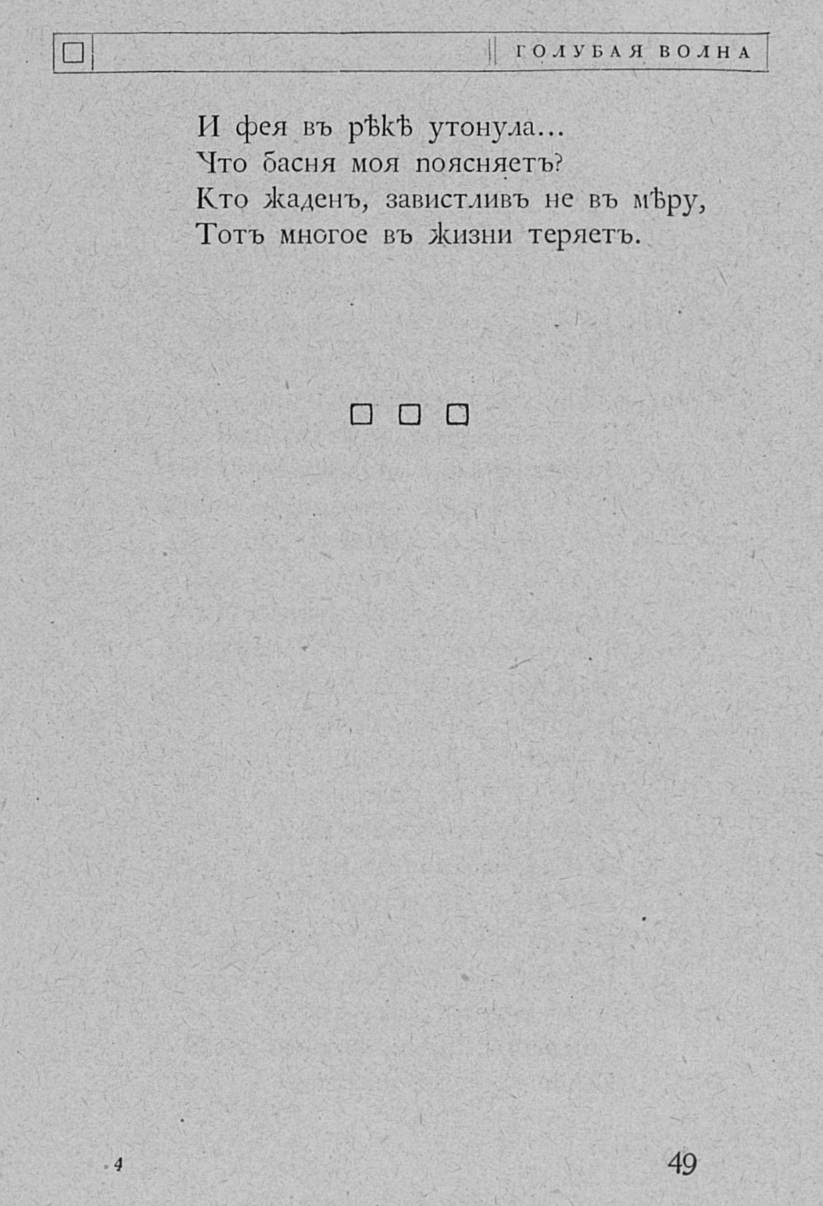 ГОЛУБАЯ ВОЛНА
И фея въ рѣкѣ утонула...
Что басня моя поясняетъ?
Кто жаденъ, завистливъ не въ мѣру,
Тотъ многое въ жизни теряетъ.
4
49